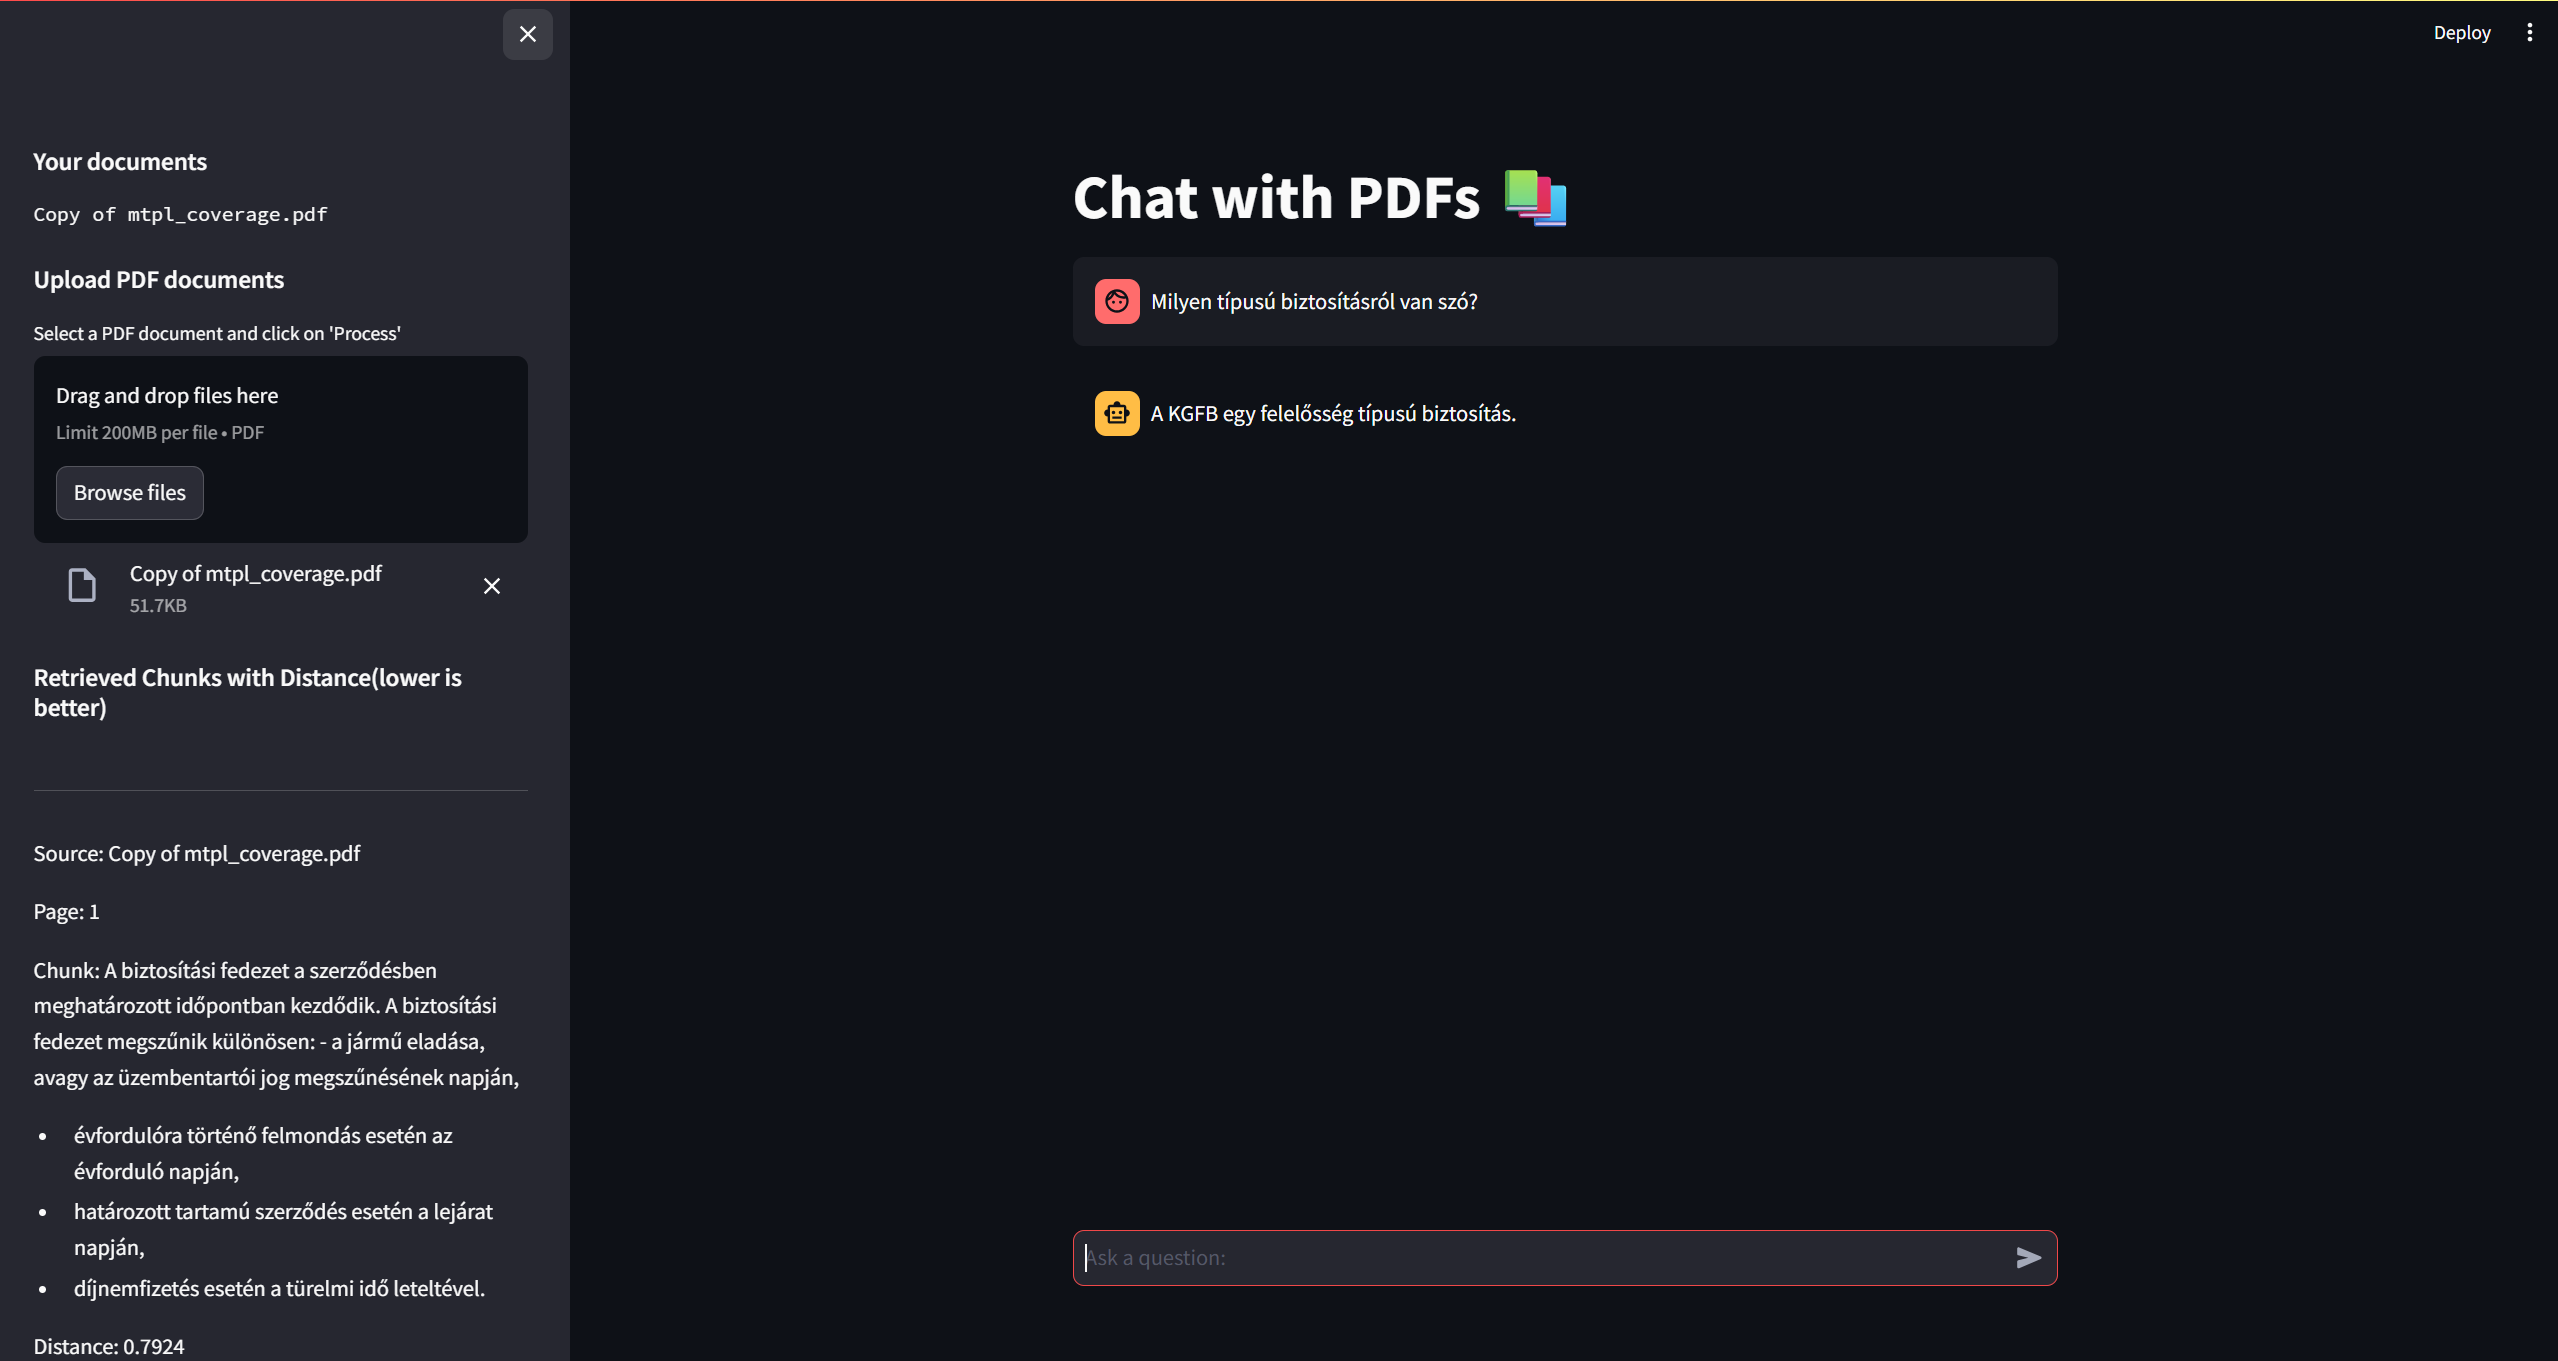 Deploy
Your documents
Copy of mtpl_coverage.pdf
Upload PDF documents
Select a PDF document and click on 'Process'
Drag and drop files here
Limit 200MB per file • PDF
Browse files
Copy of mtpl_coverage.pdf
51.7KB
Retrieved Chunks with Distance(lower is
better)
Source: Copy of mtpl_coverage.pdf
Page: 1
Chunk: A biztosítási fedezet a szerződésben
meghatározott időpontban kezdődik. A biztosítási
fedezet megszűnik különösen: - a jármű eladása,
avagy az üzembentartói jog megszűnésének napján,
• évfordulóra történő felmondás esetén az
évforduló napján,
• határozott tartamú szerződés esetén a lejárat
napján,
• díjnemfizetés esetén a türelmi idő leteltével.
Distance: 0.7924
Chat with PDFs
Milyen típusú biztosításról van szó?
A KGFB egy felelősség típusú biztosítás.
Ask a question: